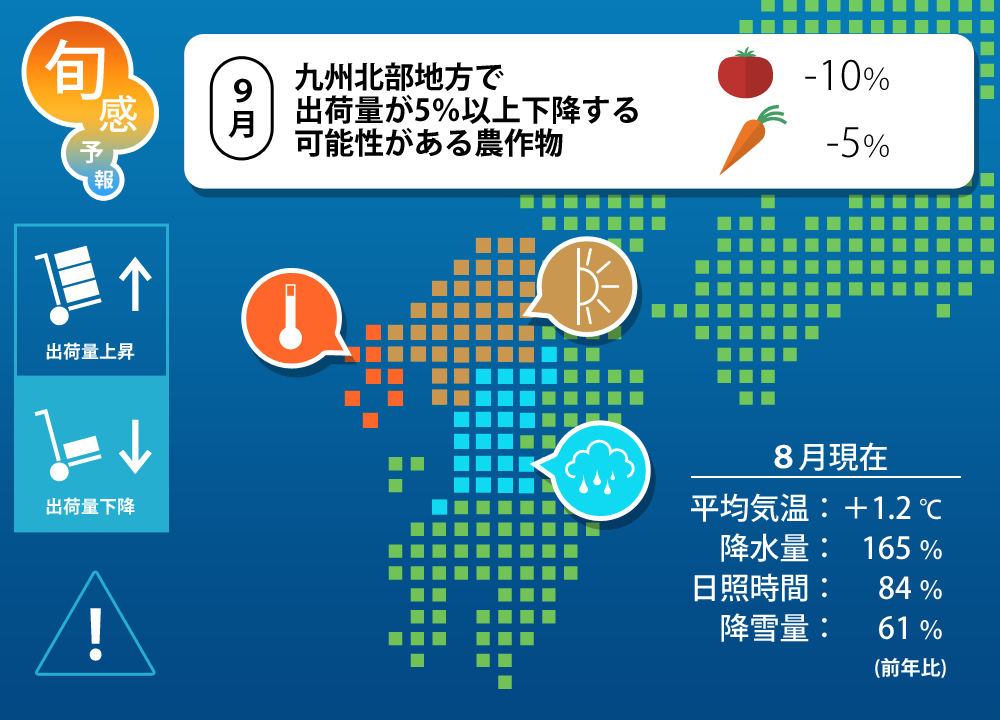 旬
感
予
報
9
月
九州北部地方で
出荷量が5%以上下降する
可能性がある農作物
-10%
-5%
出荷量上昇
出荷量下降
8月現在
平均気温：＋1.2 ℃
降水量： 165 %
日照時間： 84 %
降雪量： 61 %
(前年比)